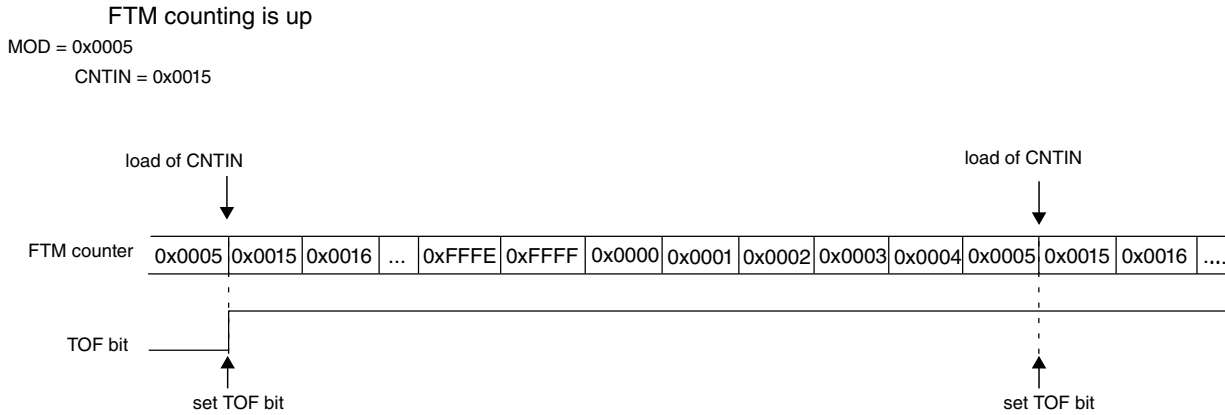 FTM counting is up
MOD = 0x0005
CNTIN = 0x0015
load of CNTIN load of CNTIN
FTM counter 0x0005 0x0015 0x0016 ... 0xFFFE 0xFFFF 0x0000 0x0001 0x0002 0x0003 0x0004 0x0005 0x0015 0x0016 ....
TOF bit
set TOF bit set TOF bit